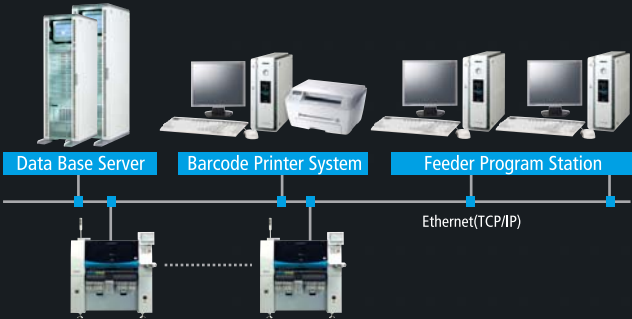 Data Base Server
Barcode Printer System
Feeder Program Station
Ethernet(TCP/IP)